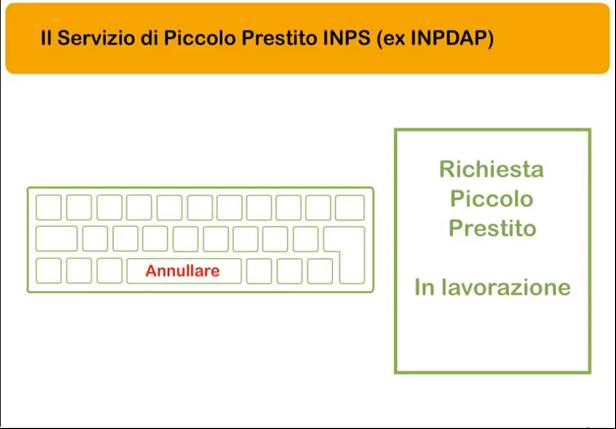 Il Servizio di Piccolo Prestito INPS (ex INPDAP)
Richiesta
Piccolo
Prestito
In lavorazione
Annullare